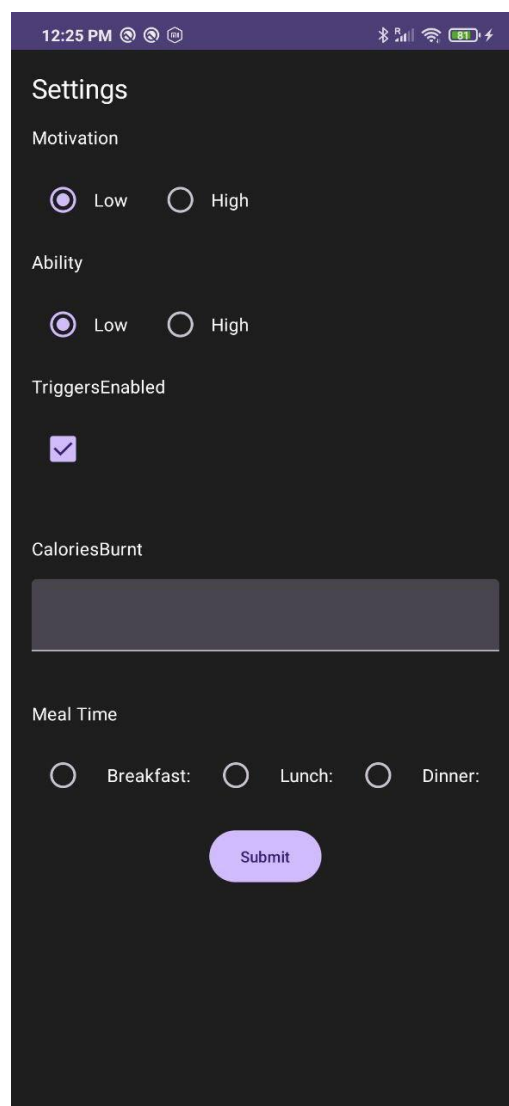 12:25 PM
81
Settings
Motivation
Low High
Ability
Low High
TriggersEnabled
CaloriesBurnt
Meal Time
Breakfast: Lunch: Dinner:
Submit